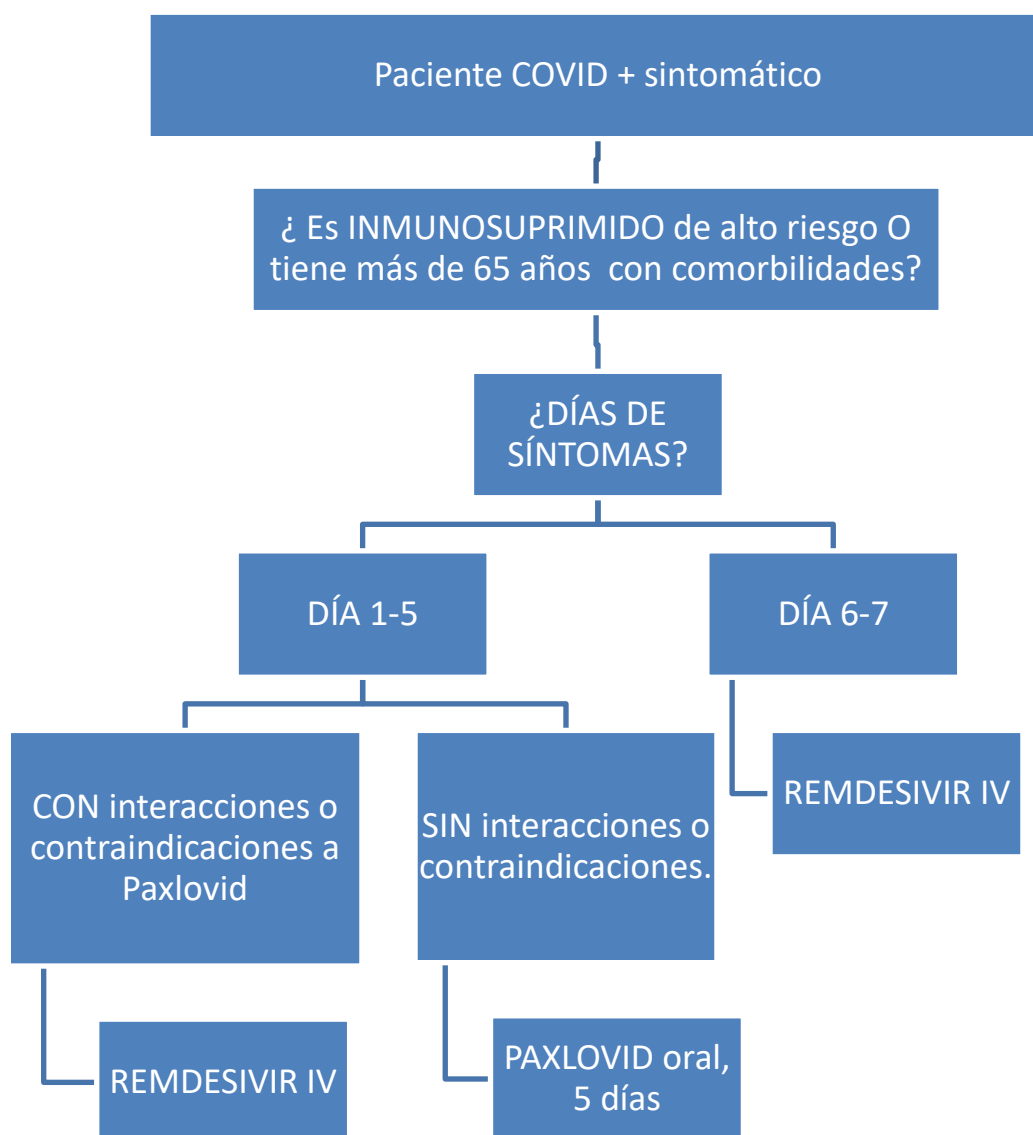 Paciente COVID + sintomático
¿ Es INMUNOSUPRIMIDO de alto riesgo O
tiene más de 65 años con comorbilidades?
¿DÍAS DE
SÍNTOMAS?
DÍA 1-5
DÍA 6-7
CON interacciones o
contraindicaciones a
Paxlovid
SIN interacciones o
contraindicaciones.
REMDESIVIR IV
REMDESIVIR IV
PAXLOVID oral,
5 días